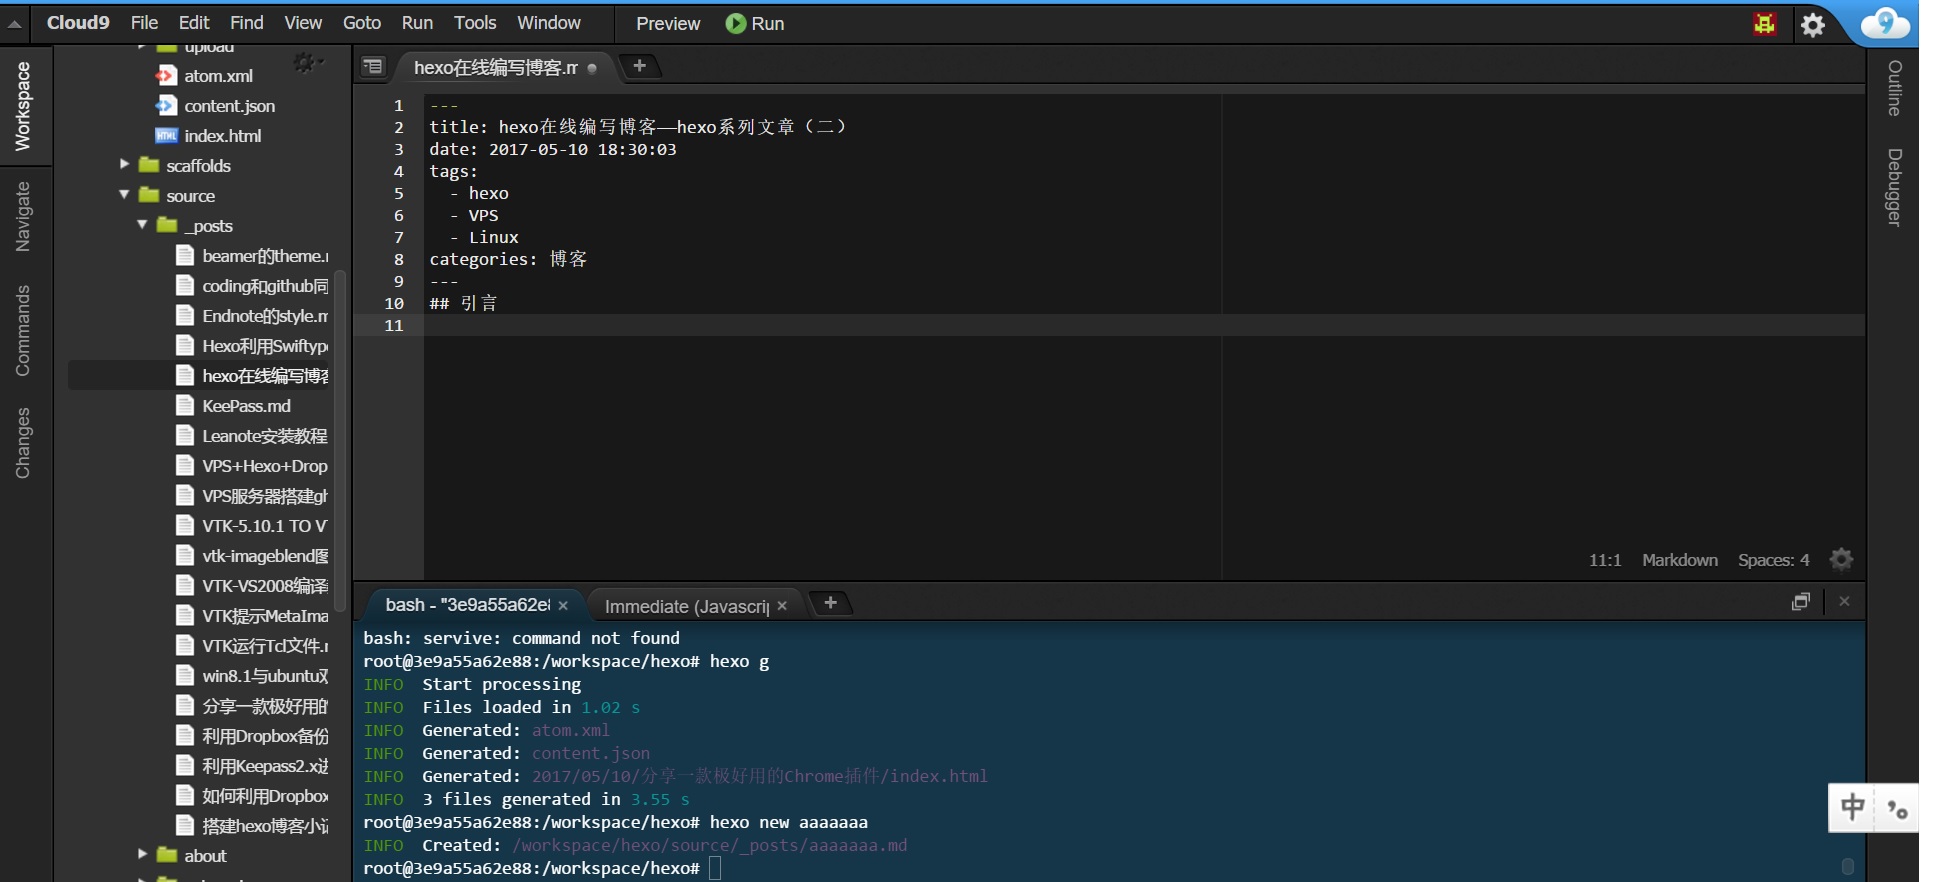 Cloud9 File Edit Find View Goto Run Tools Window Preview Run
Workspace
Navigate
Commands
Changes
upload
atom.xml
content.json
index.html
scaffolds
source
_posts
beamer的theme.
coding和github同
Endnote的style.m
Hexo利用Swiftype
hexo在线编写博客
KeePass.md
Leanote安装教程
VPS+Hexo+Drop
VPS服务器搭建gh
VTK-5.10.1 TO V
vtk-imageblend图
VTK-VS2008编译
VTK提示MetaIma
VTK运行Tcl文件.
win8.1与ubuntu双
分享一款极好用的
利用Dropbox备份
利用Keepass2.x进
如何利用Dropbox
搭建hexo博客小记
about
hexo在线编写博客.m
1 ---
2 title: hexo在线编写博客——hexo系列文章（二）
3 date: 2017-05-10 18:30:03
4 tags:
5 - hexo
6 - VPS
7 - Linux
8 categories: 博客
9 ---
10 ## 引言
11
11:1 Markdown Spaces: 4
bash - "3e9a55a62e8 Immediate (Javascrip
bash: servive: command not found
root@3e9a55a62e88:/workspace/hexo# hexo g
INFO Start processing
INFO Files loaded in 1.02 s
INFO Generated: atom.xml
INFO Generated: content.json
INFO Generated: 2017/05/10/分享一款极好用的Chrome插件/index.html
INFO 3 files generated in 3.55 s
root@3e9a55a62e88:/workspace/hexo# hexo new aaaaaaa
INFO Created: /workspace/hexo/source/_posts/aaaaaaa.md
root@3e9a55a62e88:/workspace/hexo#
Outline
Debugger
9
中 °,